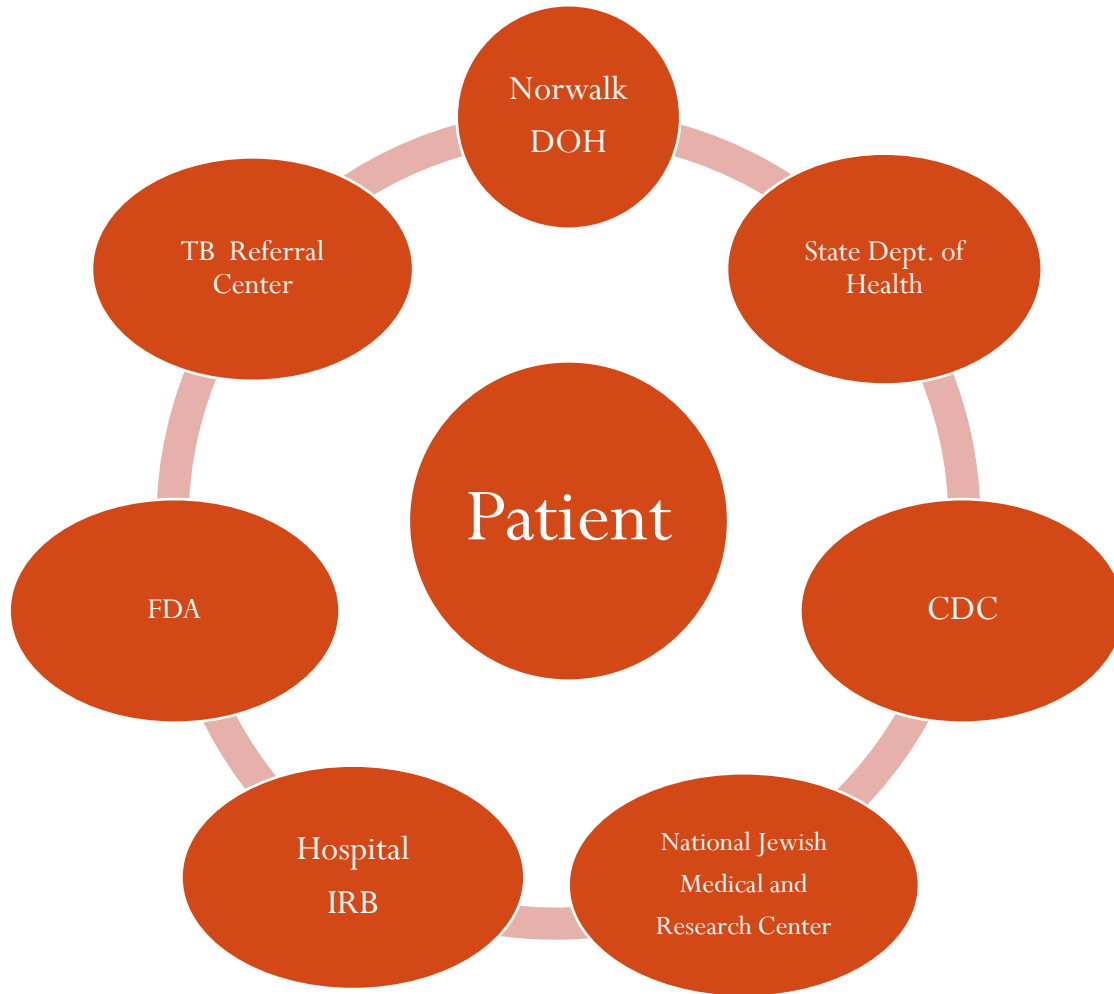 Norwalk
DOH
State Dept. of
Health
CDC
National Jewish
Medical and
Research Center
Hospital
IRB
FDA
TB Referral
Center
Patient